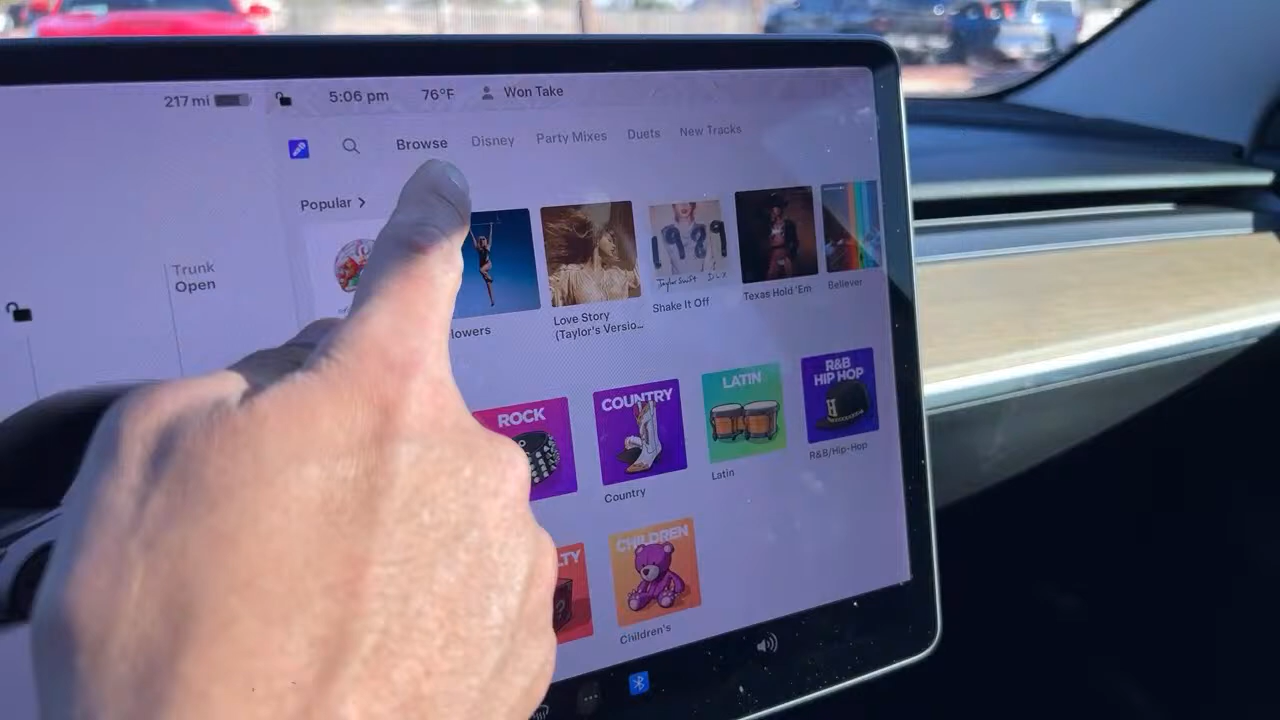 217 mi
5:06 pm
76°F
Won Take
Browse
Disney
Party Mixes
Duets
New Tracks
Popular >
Trunk
Open
lowers
Love Story
(Taylor's Versio...
1989
Taylor Swift
DLX
Shake It Off
Texas Hold 'Em
Believer
ROCK
COUNTRY
Country
LATIN
Latin
R&B
HIP HOP
R&B/Hip-Hop
LTY
?
CHILDREN
Children's